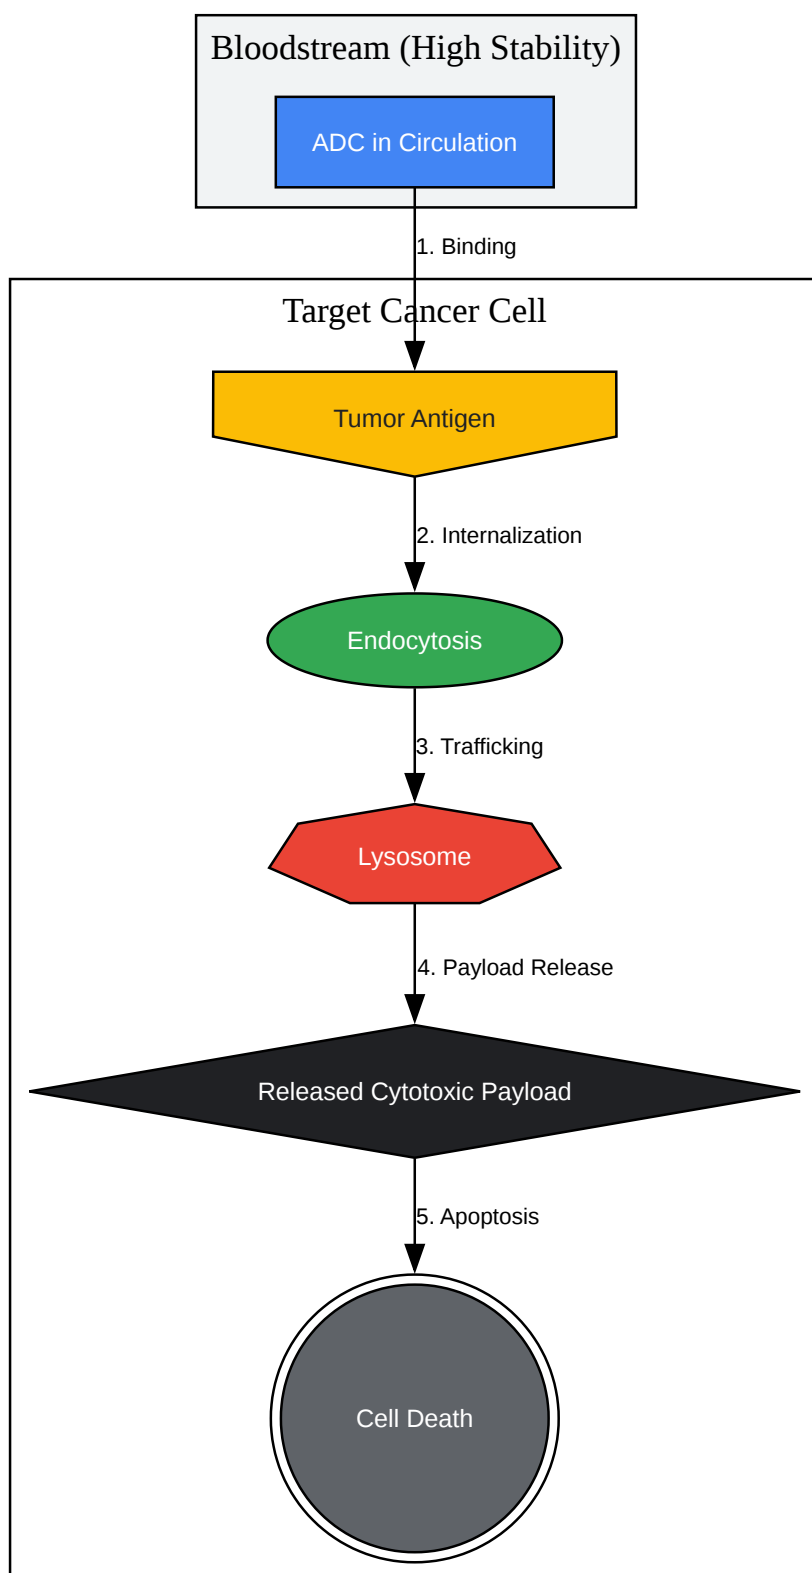 Bloodstream (High Stability)
ADC in Circulation
1. Binding
Target Cancer Cell
Tumor Antigen
2. Internalization
Endocytosis
3. Trafficking
Lysosome
4. Payload Release
Released Cytotoxic Payload
5. Apoptosis
Cell Death